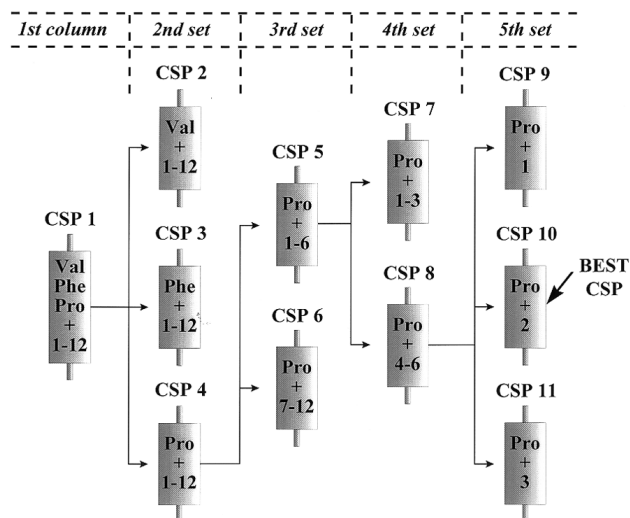 1st column
2nd set
3rd set
4th set
5th set
CSP 1
Val
Phe
Pro
+
1-12
CSP 2
Val
+
1-12
CSP 3
Phe
+
1-12
CSP 4
Pro
+
1-12
CSP 5
Pro
+
1-6
CSP 6
Pro
+
7-12
CSP 7
Pro
+
1-3
CSP 8
Pro
+
4-6
CSP 9
Pro
+
1
CSP 10
Pro
+
2
BEST
CSP
CSP 11
Pro
+
3